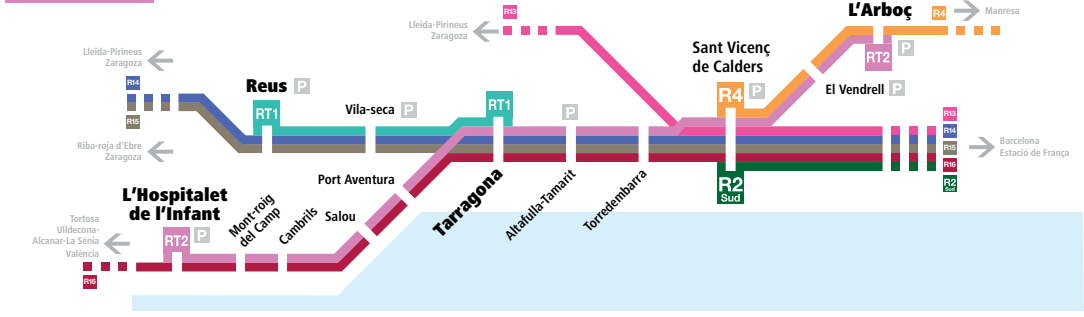 R13
Lleida-Pirineus
Zaragoza
L'Arboç
R4
Manresa
P
RT2
Lleida-Pirineus
Zaragoza
R14
R15
Riba-roja d'Ebre
Zaragoza
Reus P
RT1
Vila-seca P
RT1
P
Sant Vicenç
de Calders
R4 P
El Vendrell P
R2
Sud
R13
R14
R15
R16
R2
Sud
Barcelona
Estació de França
Port Aventura
Tarragona
Altafulla-Tamarit
Torredembarra
L'Hospitalet
de l'Infant
RT2 P
Mont-roig
del Camp
Cambrils
Salou
Tortosa
Ulldecona-
Alcanar-La Sénia
València
R16